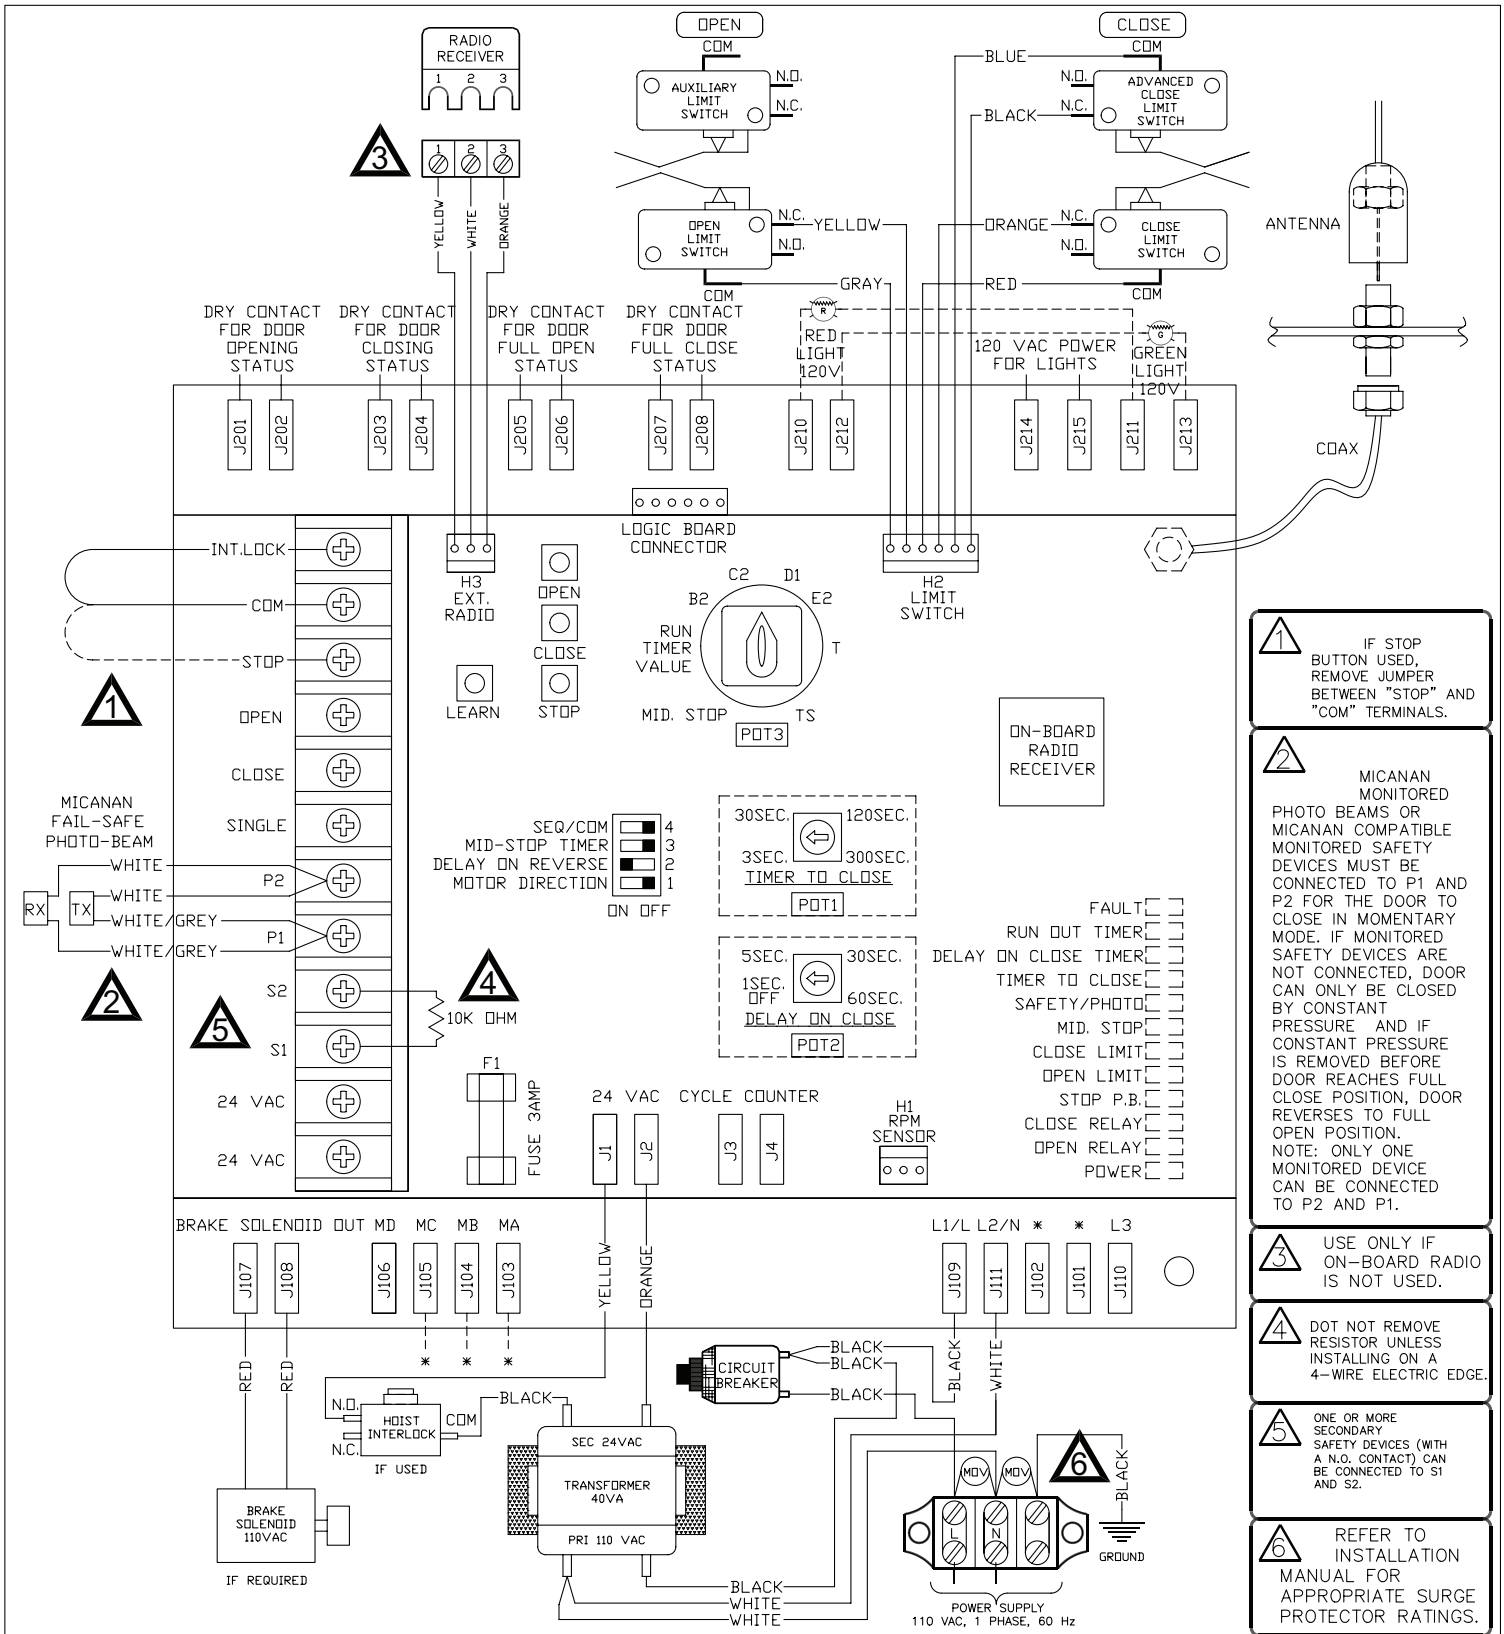 OPEN
CLOSE
RADIO
RECEIVER
1 2 3
3
1 2 3
YELLOW
WHITE
ORANGE
COM
AUXILIARY
LIMIT
SWITCH
N.O.
N.C.
OPEN
LIMIT
SWITCH
N.C.
N.O.
COM
YELLOW
GRAY
BLUE
BLACK
ORANGE
RED
COM
N.O.
N.C.
ADVANCED
CLOSE
LIMIT
SWITCH
N.C.
N.O.
CLOSE
LIMIT
SWITCH
COM
ANTENNA
COAX
DRY CONTACT
FOR DOOR
OPENING
STATUS
DRY CONTACT
FOR DOOR
CLOSING
STATUS
DRY CONTACT
FOR DOOR
FULL OPEN
STATUS
DRY CONTACT
FOR DOOR
FULL CLOSE
STATUS
R
RED
LIGHT
120V
120 VAC POWER
FOR LIGHTS
G
GREEN
LIGHT
120V
J201
J202
J203
J204
J205
J206
J207
J208
J210
J212
J214
J215
J211
J213
LOGIC BOARD
CONNECTOR
INT.LOCK
COM
STOP
1
OPEN
CLOSE
SINGLE
P2
P1
S2
S1
24 VAC
24 VAC
MICANAN
FAIL-SAFE
PHOTO-BEAM
WHITE
WHITE
WHITE/GREY
WHITE/GREY
RX
TX
2
5
4
10K OHM
H3
EXT.
RADIO
OPEN
CLOSE
STOP
LEARN
RUN
TIMER
VALUE
B2
C2
D1
E2
T
TS
MID. STOP
POT3
H2
LIMIT
SWITCH
ON-BOARD
RADIO
RECEIVER
SEQ/COM 4
MID-STOP TIMER 3
DELAY ON REVERSE 2
MOTOR DIRECTION 1
ON OFF
30SEC. 120SEC.
3SEC. 300SEC.
TIMER TO CLOSE
POT1
5SEC. 30SEC.
1SEC.
OFF 60SEC.
DELAY ON CLOSE
POT2
FAULT
RUN OUT TIMER
DELAY ON CLOSE TIMER
TIMER TO CLOSE
SAFETY/PHOTO
MID. STOP
CLOSE LIMIT
OPEN LIMIT
STOP P.B.
CLOSE RELAY
OPEN RELAY
POWER
F1
FUSE 3AMP
24 VAC
J1
J2
CYCLE COUNTER
J3
J4
H1
RPM
SENSOR
BRAKE SOLENOID OUT MD MC MB MA
J107
J108
J106
J105
J104
J103
* * *
L1/L L2/N * * L3
J109
J111
J102
J101
J110
YELLOW
ORANGE
RED
RED
BLACK
WHITE
N.O.
N.C.
HOIST
INTERLOCK
COM
IF USED
BLACK
BRAKE
SOLENOID
110VAC
IF REQUIRED
SEC 24VAC
TRANSFORMER
40VA
PRI 110 VAC
CIRCUIT
BREAKER
BLACK
BLACK
BLACK
BLACK
WHITE
WHITE
MOV
MOV
6
L
N
BLACK
GROUND
POWER SUPPLY
110 VAC, 1 PHASE, 60 Hz
1
IF STOP
BUTTON USED,
REMOVE JUMPER
BETWEEN "STOP" AND
"COM" TERMINALS.
2
MICANAN
MONITORED
PHOTO BEAMS OR
MICANAN COMPATIBLE
MONITORED SAFETY
DEVICES MUST BE
CONNECTED TO P1 AND
P2 FOR THE DOOR TO
CLOSE IN MOMENTARY
MODE. IF MONITORED
SAFETY DEVICES ARE
NOT CONNECTED, DOOR
CAN ONLY BE CLOSED
BY CONSTANT
PRESSURE AND IF
CONSTANT PRESSURE
IS REMOVED BEFORE
DOOR REACHES FULL
CLOSE POSITION, DOOR
REVERSES TO FULL
OPEN POSITION.
NOTE: ONLY ONE
MONITORED DEVICE
CAN BE CONNECTED
TO P2 AND P1.
3
USE ONLY IF
ON-BOARD RADIO
IS NOT USED.
4
DOT NOT REMOVE
RESISTOR UNLESS
INSTALLING ON A
4-WIRE ELECTRIC EDGE.
5
ONE OR MORE
SECONDARY
SAFETY DEVICES (WITH
A N.O. CONTACT) CAN
BE CONNECTED TO S1
AND S2.
6
REFER TO
INSTALLATION
MANUAL FOR
APPROPRIATE SURGE
PROTECTOR RATINGS.